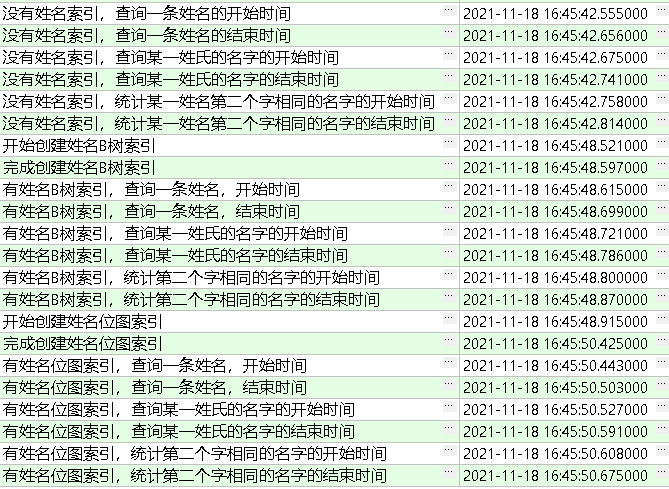 没有姓名索引，查询一条姓名的开始时间 ... 2021-11-18 16:45:42.555000 ...
没有姓名索引，查询一条姓名的结束时间 ... 2021-11-18 16:45:42.656000 ...
没有姓名索引，查询某一姓氏的名字的开始时间 ... 2021-11-18 16:45:42.675000 ...
没有姓名索引，查询某一姓氏的名字的结束时间 ... 2021-11-18 16:45:42.741000 ...
没有姓名索引，统计某一姓名第二个字相同的名字的开始时间 ... 2021-11-18 16:45:42.758000 ...
没有姓名索引，统计某一姓名第二个字相同的名字的结束时间 ... 2021-11-18 16:45:42.814000 ...
开始创建姓名B树索引 ... 2021-11-18 16:45:48.521000 ...
完成创建姓名B树索引 ... 2021-11-18 16:45:48.597000 ...
有姓名B树索引，查询一条姓名，开始时间 ... 2021-11-18 16:45:48.615000 ...
有姓名B树索引，查询一条姓名，结束时间 ... 2021-11-18 16:45:48.699000 ...
有姓名B树索引，查询某一姓氏的名字的开始时间 ... 2021-11-18 16:45:48.721000 ...
有姓名B树索引，查询某一姓氏的名字的结束时间 ... 2021-11-18 16:45:48.786000 ...
有姓名B树索引，统计第二个字相同的名字的开始时间 ... 2021-11-18 16:45:48.800000 ...
有姓名B树索引，统计第二个字相同的名字的结束时间 ... 2021-11-18 16:45:48.870000 ...
开始创建姓名位图索引 ... 2021-11-18 16:45:48.915000 ...
完成创建姓名位图索引 ... 2021-11-18 16:45:50.425000 ...
有姓名位图索引，查询一条姓名，开始时间 ... 2021-11-18 16:45:50.443000 ...
有姓名位图索引，查询一条姓名，结束时间 ... 2021-11-18 16:45:50.503000 ...
有姓名位图索引，查询某一姓氏的名字的开始时间 ... 2021-11-18 16:45:50.527000 ...
有姓名位图索引，查询某一姓氏的名字的结束时间 ... 2021-11-18 16:45:50.591000 ...
有姓名位图索引，统计第二个字相同的名字的开始时间 ... 2021-11-18 16:45:50.608000 ...
有姓名位图索引，统计第二个字相同的名字的结束时间 ... 2021-11-18 16:45:50.675000 ...